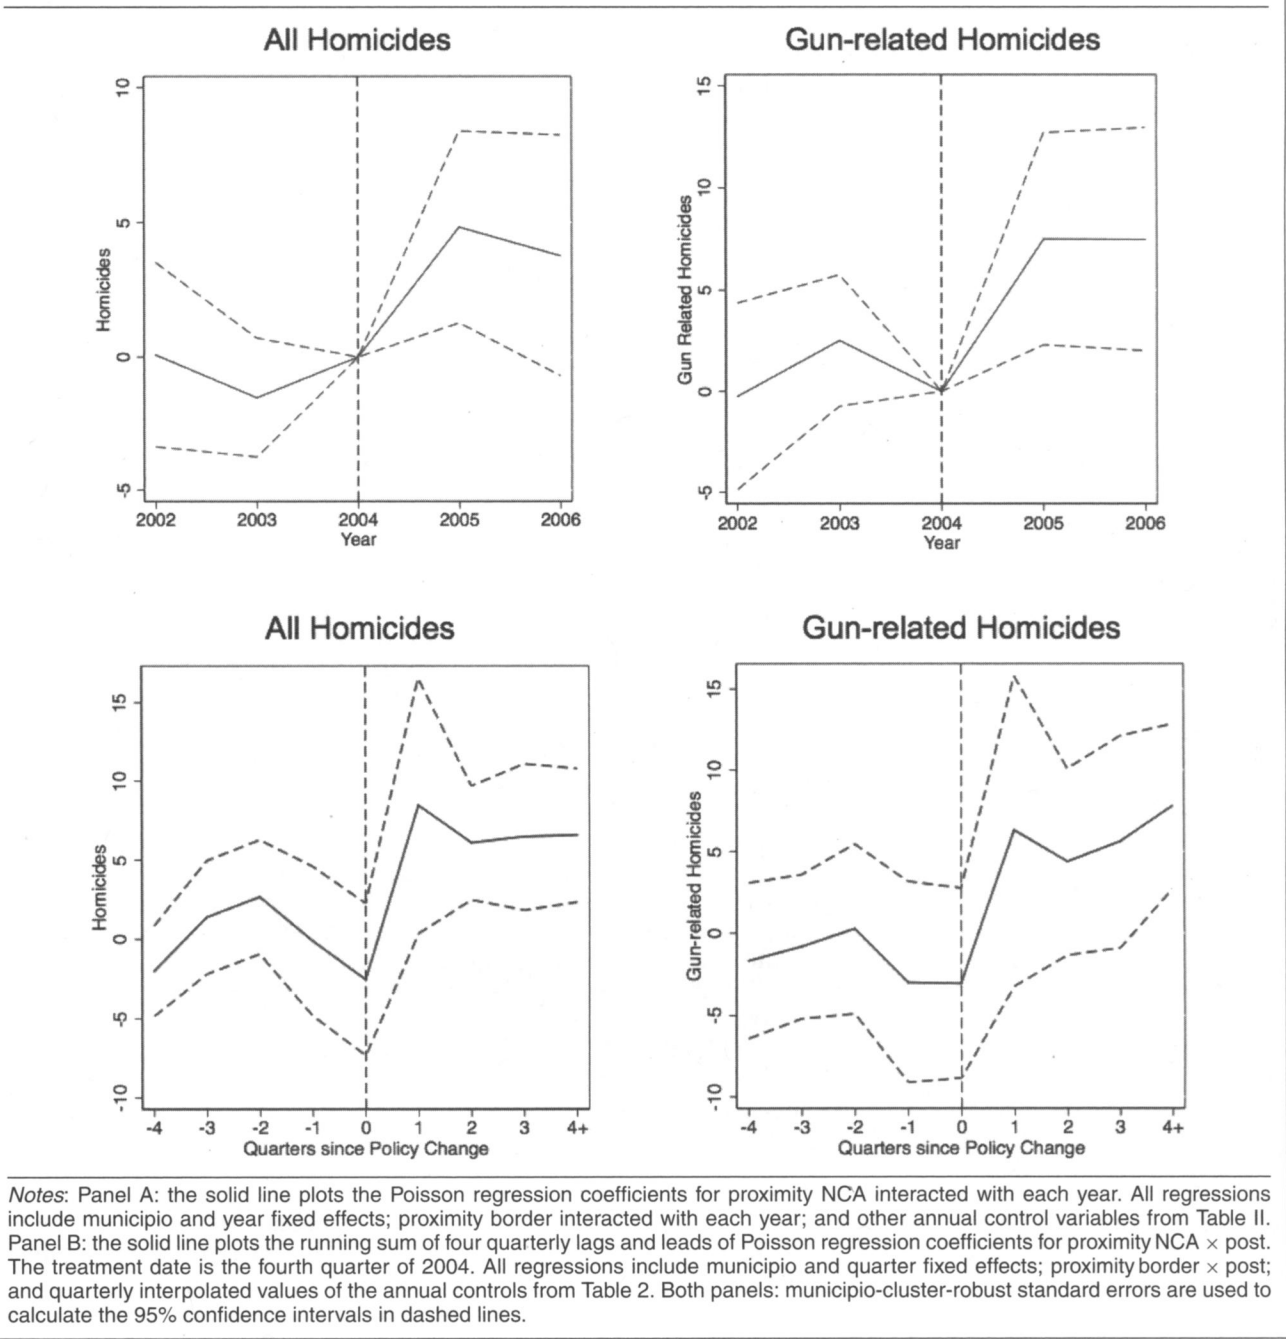 All Homicides
10
5
0
-5
Homicides
2002 2003 2004 2005 2006
Year
Gun-related Homicides
15
10
5
0
-5
Gun Related Homicides
2002 2003 2004 2005 2006
Year
All Homicides
15
10
5
0
-5
-10
Homicides
-4 -3 -2 -1 0 1 2 3 4+
Quarters since Policy Change
Gun-related Homicides
15
10
5
0
-5
-10
Gun-related Homicides
-4 -3 -2 -1 0 1 2 3 4+
Quarters since Policy Change
Notes: Panel A: the solid line plots the Poisson regression coefficients for proximity NCA interacted with each year. All regressions
include municipio and year fixed effects; proximity border interacted with each year; and other annual control variables from Table II.
Panel B: the solid line plots the running sum of four quarterly lags and leads of Poisson regression coefficients for proximity NCA × post.
The treatment date is the fourth quarter of 2004. All regressions include municipio and quarter fixed effects; proximity border × post;
and quarterly interpolated values of the annual controls from Table 2. Both panels: municipio-cluster-robust standard errors are used to
calculate the 95% confidence intervals in dashed lines.